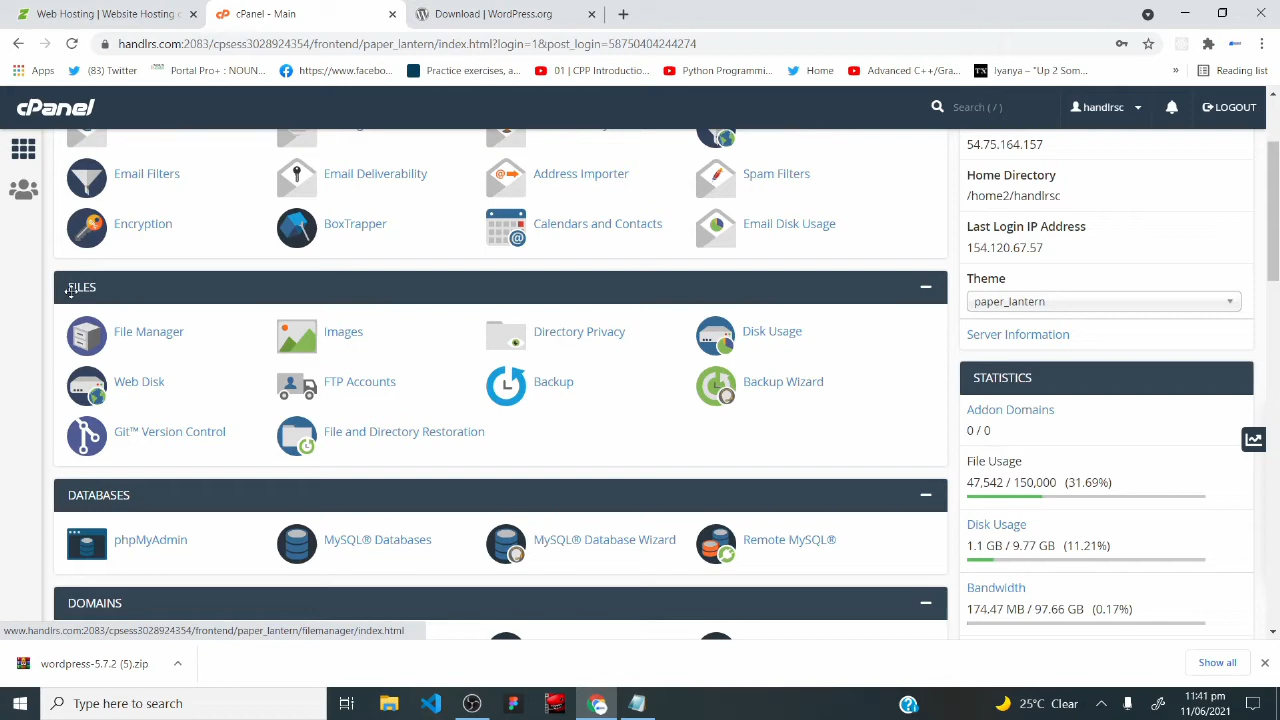 Web Hosting | Website Hosting c
cPanel - Main
Download | WordPress.org
handlrs.com:2083/cpsess3028924354/frontend/paper_lantern/index.html?login=1&post_login=58750404244274
Apps
(83) Twitter
Portal Pro+ : NOUN...
https://www.facebo...
Practice exercises, a...
01 | CPP Introductio...
Python Programmi...
Home
Advanced C++/Gra...
TX
Iyanya – "Up 2 Som...
»
Reading list
cPanel
Search ( / )
handlrsc
LOGOUT
Email Filters
Email Deliverability
Address Importer
Spam Filters
Encryption
BoxTrapper
Calendars and Contacts
Email Disk Usage
FILES
File Manager
Images
Directory Privacy
Disk Usage
Web Disk
FTP Accounts
Backup
Backup Wizard
Git™ Version Control
File and Directory Restoration
DATABASES
phpMyAdmin
MySQL® Databases
MySQL® Database Wizard
Remote MySQL®
DOMAINS
54.75.164.157
Home Directory
/home2/handlrsc
Last Login IP Address
154.120.67.57
Theme
paper_lantern
Server Information
STATISTICS
Addon Domains
0 / 0
File Usage
47,542 / 150,000 (31.69%)
Disk Usage
1.1 GB / 9.77 GB (11.21%)
Bandwidth
174.47 MB / 97.66 GB (0.17%)
www.handlrs.com:2083/cpsess3028924354/frontend/paper_lantern/filemanager/index.html
wordpress-5.7.2 (5).zip
Show all
Type here to search
25°C Clear
11:41 pm
11/06/2021